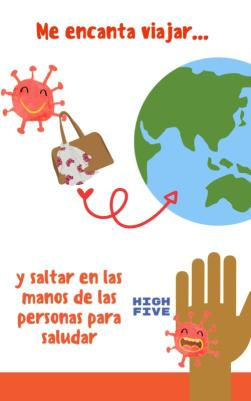 Me encanta viajar...
y saltar en las
manos de las
personas para
saludar
HIGH
FIVE